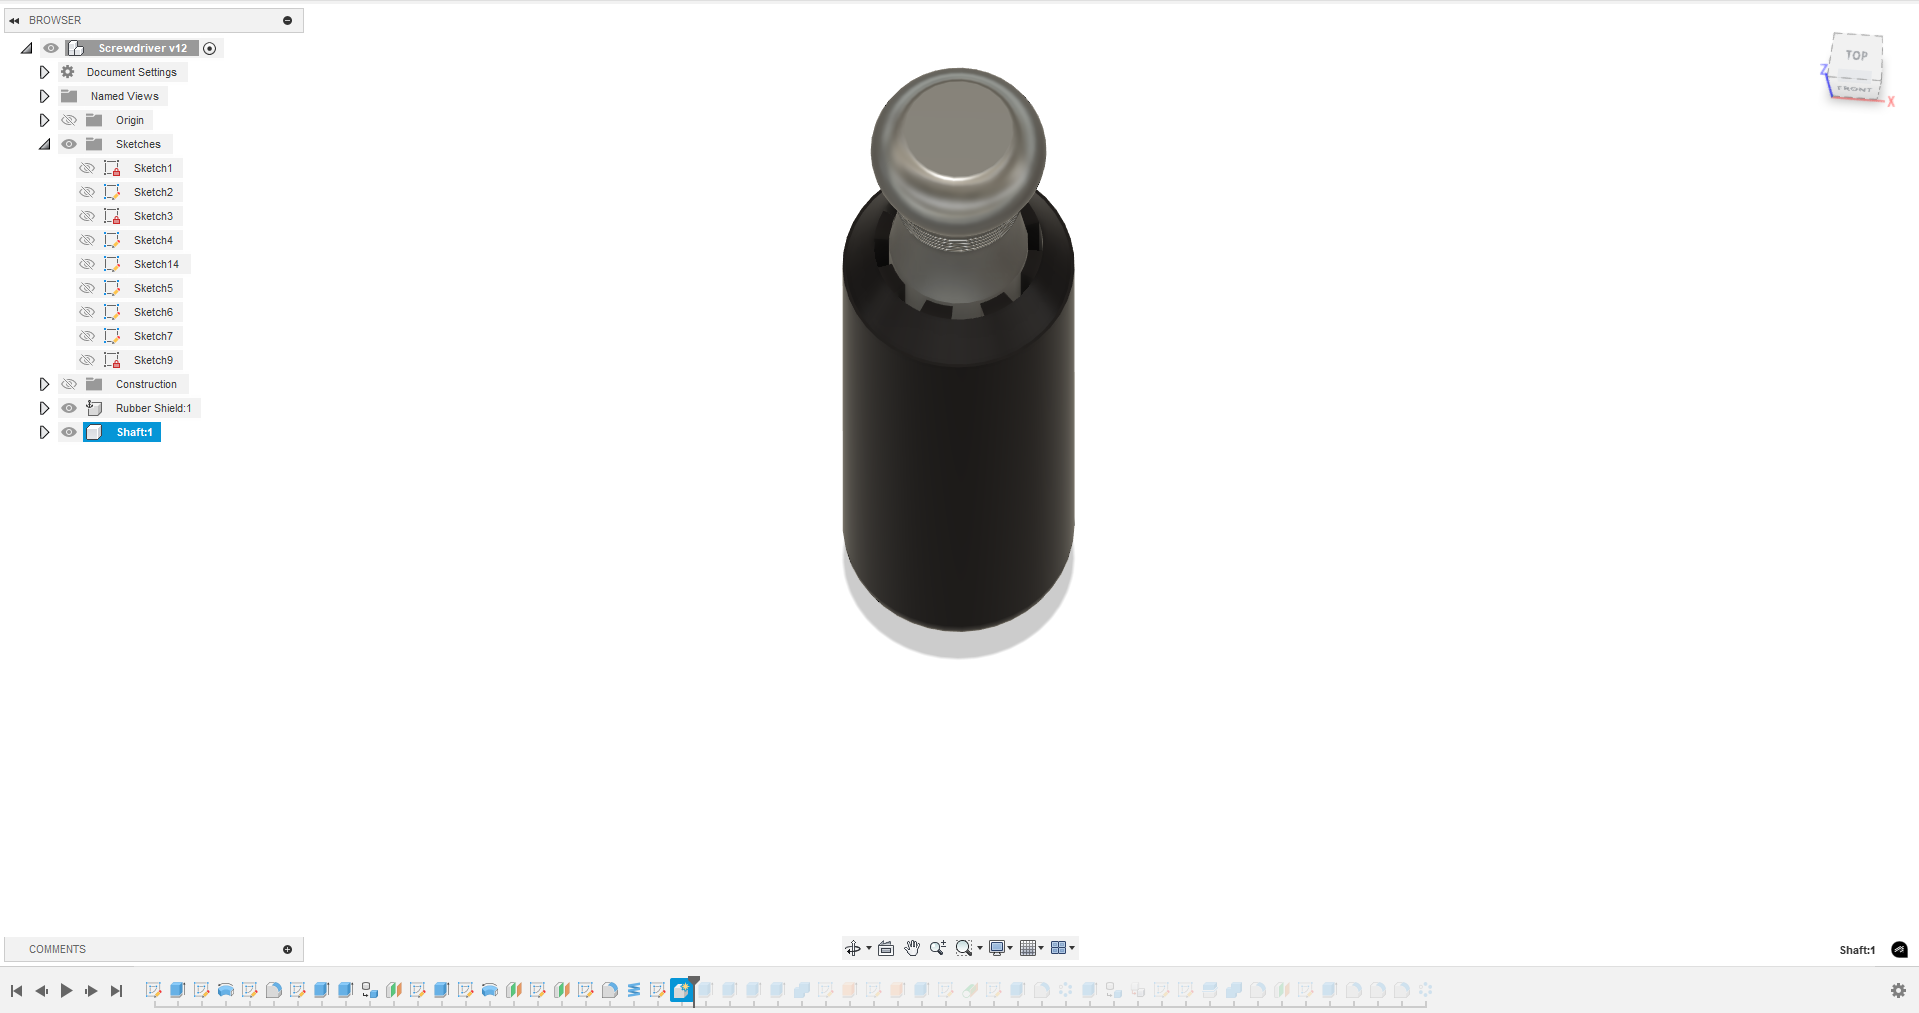 BROWSER
Screwdriver v12
Document Settings
Named Views
Origin
Sketches
Sketch1
Sketch2
Sketch3
Sketch4
Sketch14
Sketch5
Sketch6
Sketch7
Sketch9
Construction
Rubber Shield:1
Shaft:1
TOP
FRONT
Z
X
COMMENTS
Shaft:1